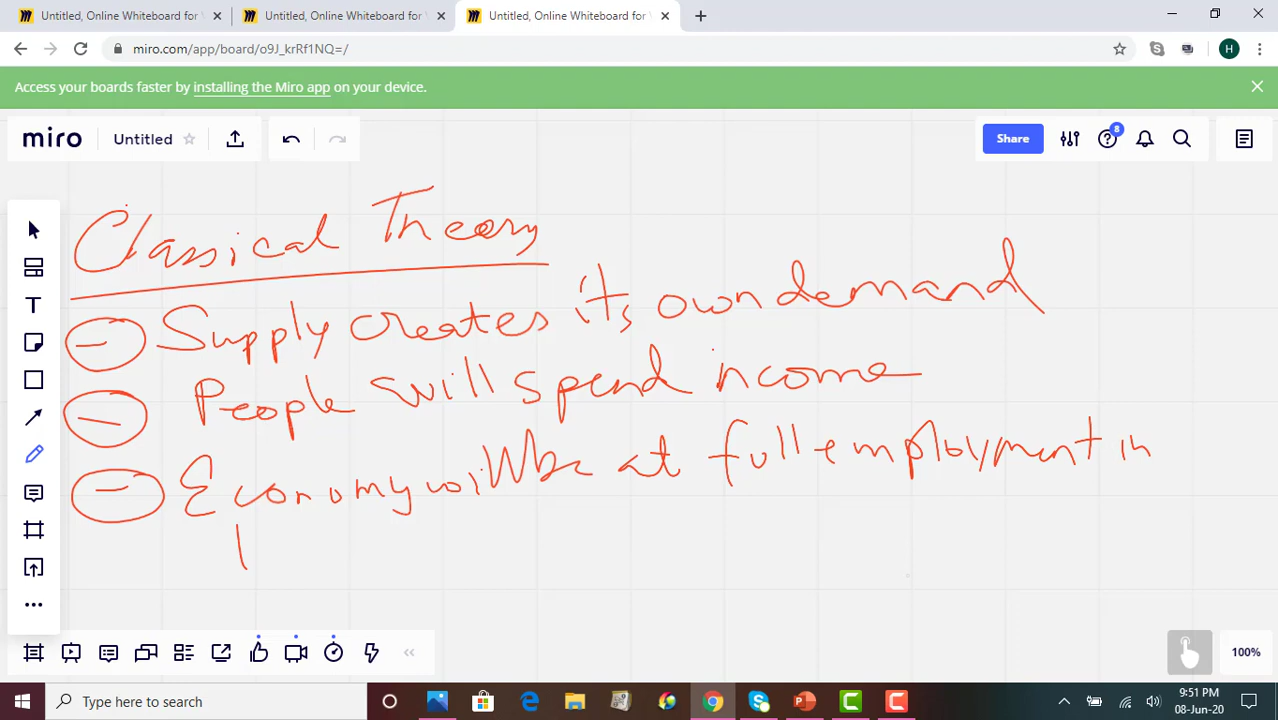 Untitled, Online Whiteboard for
Untitled, Online Whiteboard for
Untitled, Online Whiteboard for
miro.com/app/board/o9J_krRf1NQ=/
H
Access your boards faster by installing the Miro app on your device.
miro Untitled
Share
8
Classical Theory
- Supply creates its own demand
- People will spend income
- Economy will be at full employment in
T
100%
Type here to search
9:51 PM
08-Jun-20